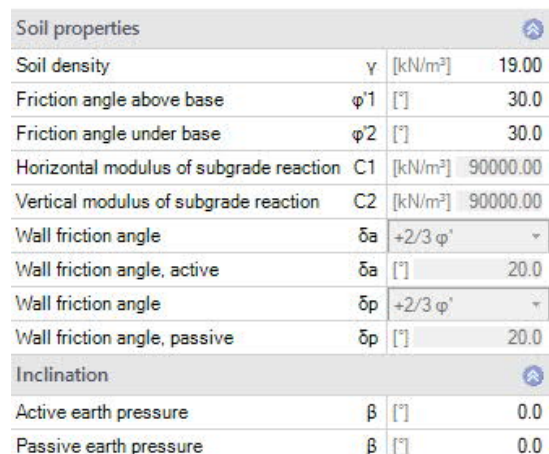 Soil properties
Soil density γ [kN/m³] 19.00
Friction angle above base φ'1 [°] 30.0
Friction angle under base φ'2 [°] 30.0
Horizontal modulus of subgrade reaction C1 [kN/m³] 90000.00
Vertical modulus of subgrade reaction C2 [kN/m³] 90000.00
Wall friction angle δa +2/3 φ'
Wall friction angle, active δa [°] 20.0
Wall friction angle δp +2/3 φ'
Wall friction angle, passive δp [°] 20.0
Inclination
Active earth pressure β [°] 0.0
Passive earth pressure β [°] 0.0